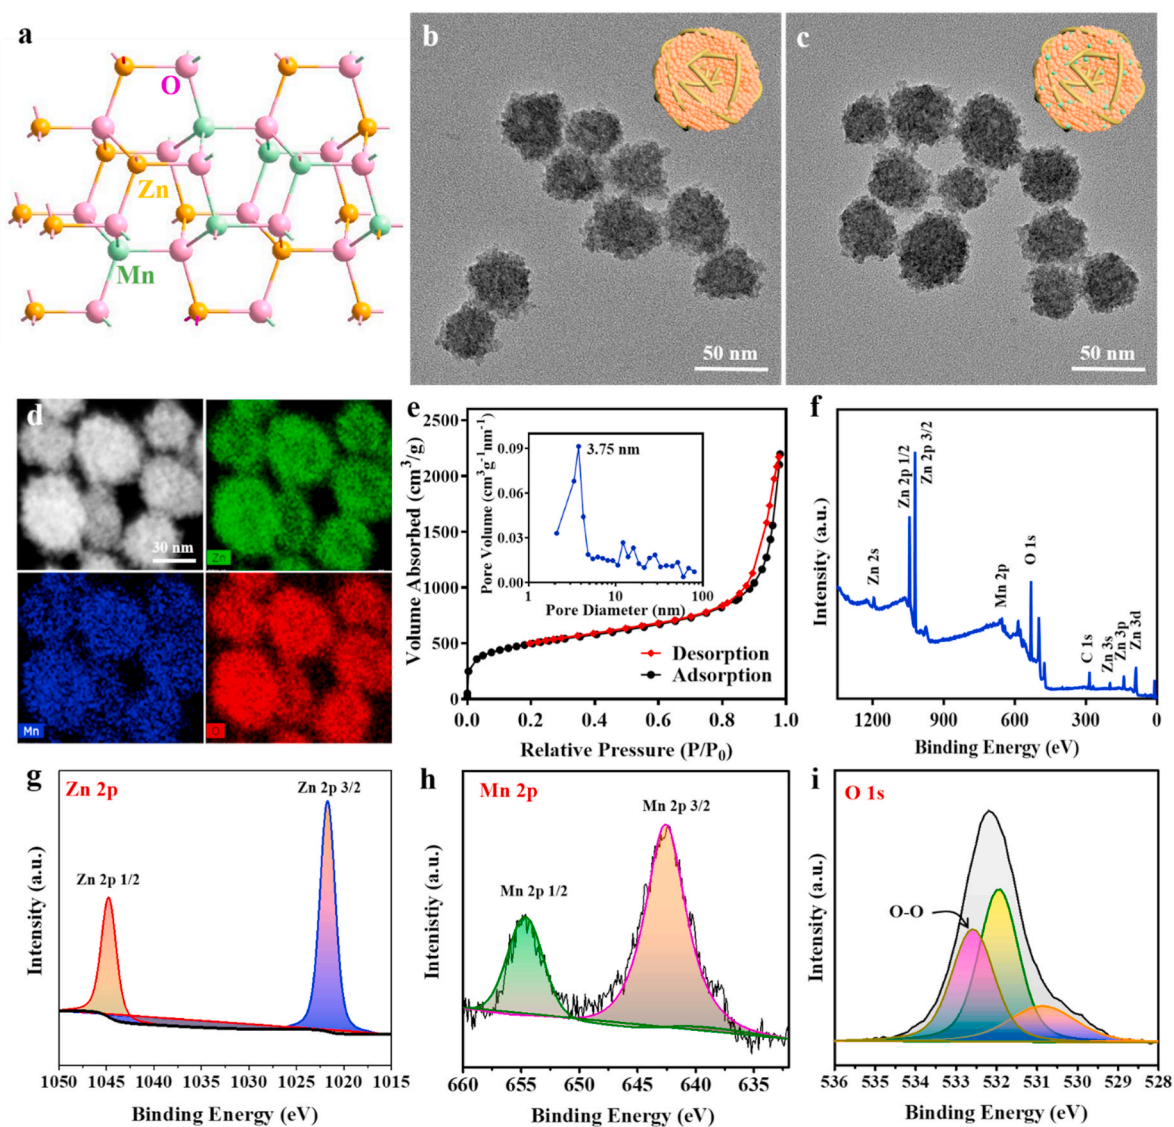 a
O
Zn
Mn
b
50 nm
c
50 nm
d
30 nm
Zn
Mn
O
e
Volume Absorbed (cm³/g)
2500
2000
1500
1000
500
0
0.0 0.2 0.4 0.6 0.8 1.0
Relative Pressure (P/P₀)
Pore Volume (cm³g⁻¹nm⁻¹)
0.09
0.06
0.03
0.00
1 10 100
Pore Diameter (nm)
3.75 nm
Desorption
Adsorption
f
Intensity (a.u.)
Zn 2s
Zn 2p 1/2
Zn 2p 3/2
Mn 2p
O 1s
C 1s
Zn 3s
Zn 3p
Zn 3d
1200 900 600 300 0
Binding Energy (eV)
g
Zn 2p
Zn 2p 3/2
Zn 2p 1/2
Intensity (a.u.)
1050 1045 1040 1035 1030 1025 1020 1015
Binding Energy (eV)
h
Mn 2p
Mn 2p 3/2
Mn 2p 1/2
Intenistiy (a.u.)
660 655 650 645 640 635
Binding Energy (eV)
i
O 1s
O-O
Intensity (a.u.)
536 535 534 533 532 531 530 529 528
Binding Energy (eV)